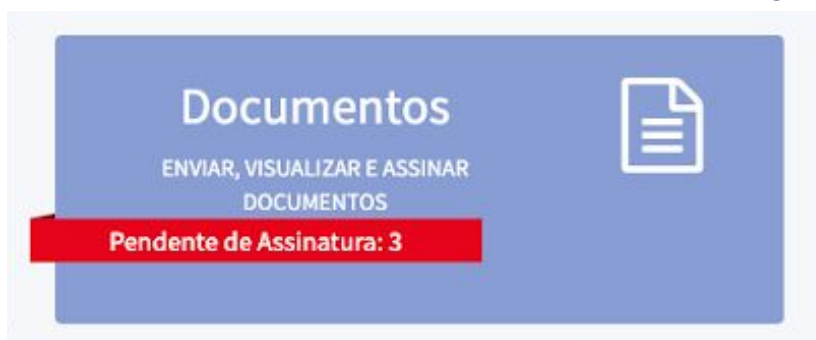 Documentos
ENVIAR, VISUALIZAR E ASSINAR
DOCUMENTOS
Pendente de Assinatura: 3